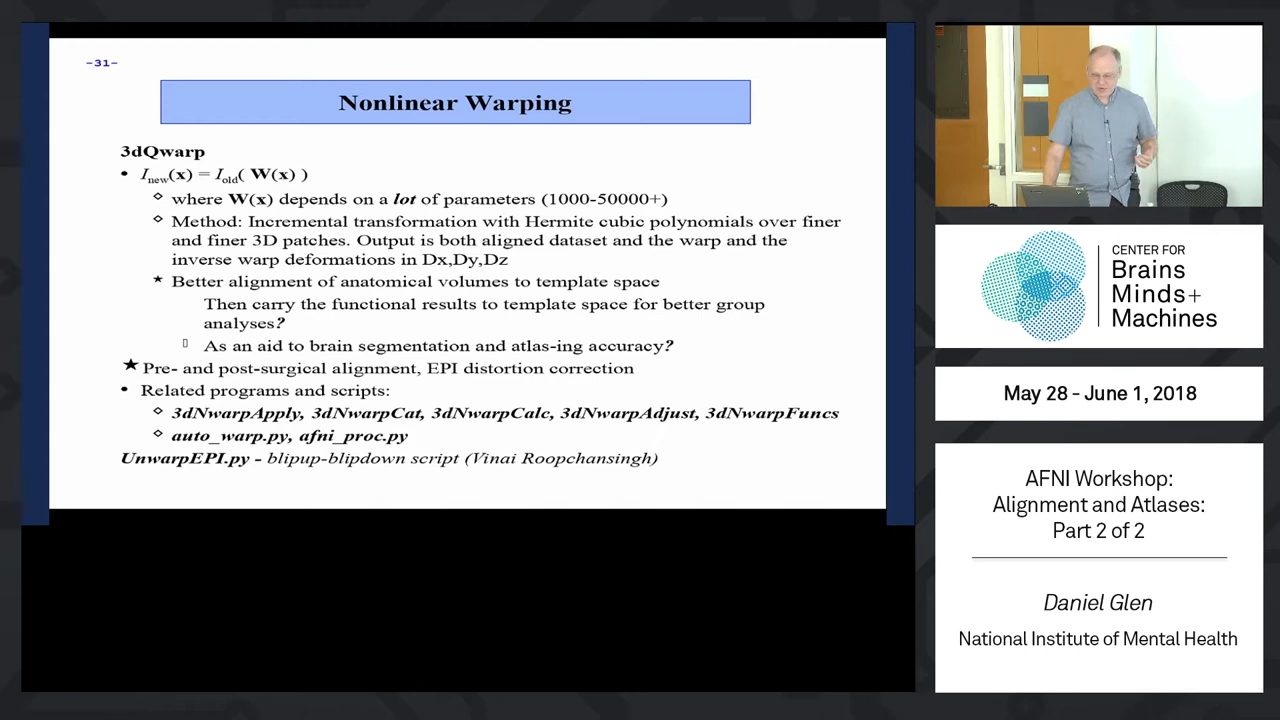 -31-
Nonlinear Warping
3dQwarp
• Inew(x) = Iold( W(x) )
◇ where W(x) depends on a lot of parameters (1000-50000+)
◇ Method: Incremental transformation with Hermite cubic polynomials over finer
and finer 3D patches. Output is both aligned dataset and the warp and the
inverse warp deformations in Dx,Dy,Dz
★ Better alignment of anatomical volumes to template space
Then carry the functional results to template space for better group
analyses?
▯ As an aid to brain segmentation and atlas-ing accuracy?
★ Pre- and post-surgical alignment, EPI distortion correction
• Related programs and scripts:
◇ 3dNwarpApply, 3dNwarpCat, 3dNwarpCalc, 3dNwarpAdjust, 3dNwarpFuncs
◇ auto_warp.py, afni_proc.py
UnwarpEPI.py - blipup-blipdown script (Vinai Roopchansingh)
CENTER FOR
Brains
Minds+
Machines
May 28 - June 1, 2018
AFNI Workshop:
Alignment and Atlases:
Part 2 of 2
Daniel Glen
National Institute of Mental Health